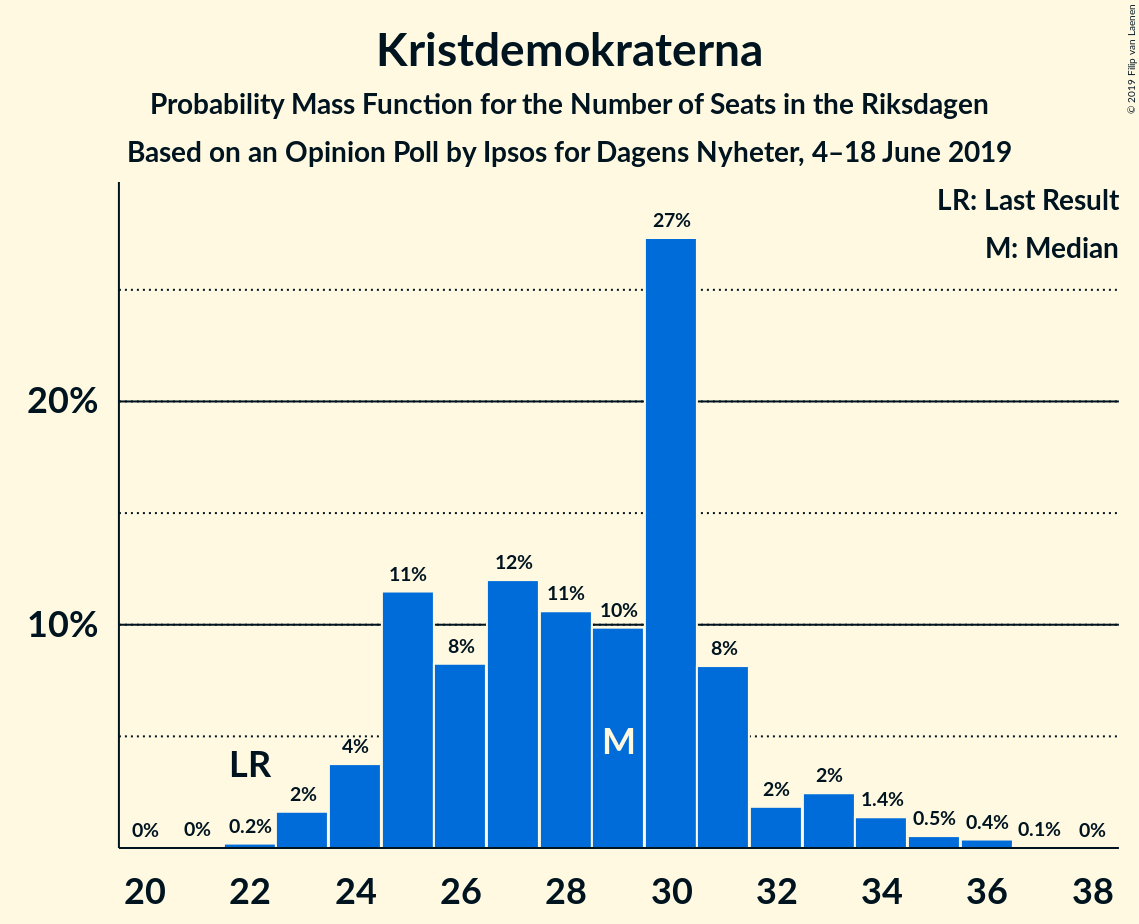 Kristdemokraterna
Probability Mass Function for the Number of Seats in the Riksdagen
Based on an Opinion Poll by Ipsos for Dagens Nyheter, 4–18 June 2019
© 2019 Filip van Laenen
LR: Last Result
M: Median
27%
20%
12%
11%
11%
10%
10%
8%
8%
M
4%
LR
2%
2%
2%
1.4%
0.5%
0.4%
0.2%
0%
0%
0.1%
0%
20 22 24 26 28 30 32 34 36 38